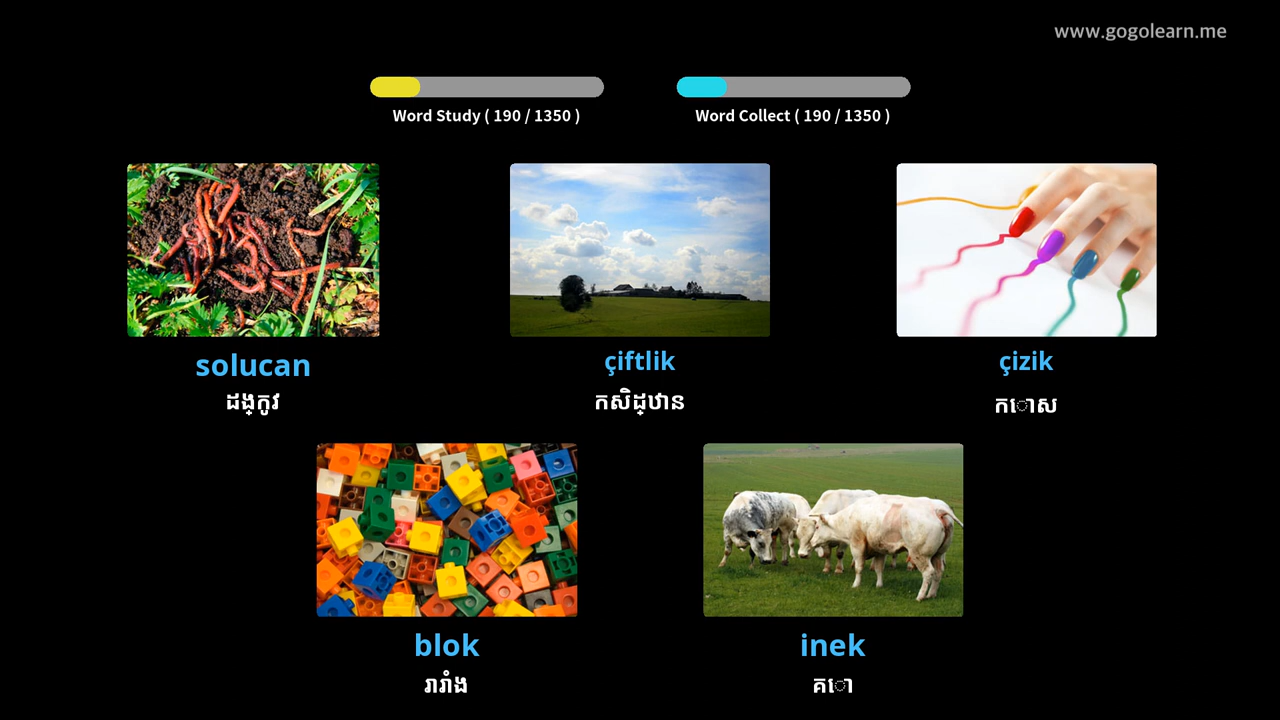 www.gogolearn.me
Word Study ( 190 / 1350 )
Word Collect ( 190 / 1350 )
solucan
ដង្កូវ
çiftlik
កសិដ្ឋាន
çizik
កោស
blok
រារាំង
inek
គោ